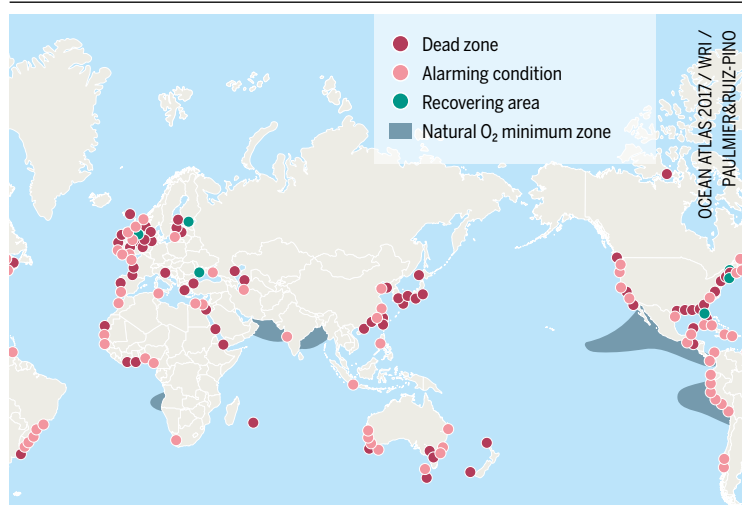 Dead zone
Alarming condition
Recovering area
Natural O₂ minimum zone
OCEAN ATLAS 2017 / WRI /
PAULMIER&RUIZ-PINO